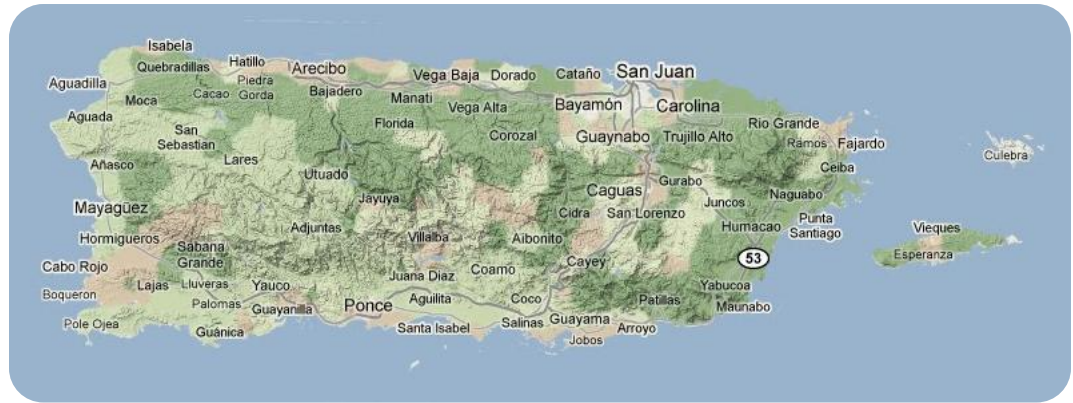 Isabela
Quebradillas
Hatillo
Arecibo
Aguadilla
Moca
Cacao
Piedra
Gorda
Bajadero
Vega Baja
Dorado
Cataño
San Juan
Manati
Vega Alta
Bayamón
Carolina
Aguada
San
Sebastian
Florida
Corozal
Guaynabo
Trujillo Alto
Rio Grande
Ramos
Fajardo
Culebra
Añasco
Lares
Utuado
Ceiba
Jayuya
Caguas
Gurabo
Juncos
Naguabo
Mayagüez
Cidra
San Lorenzo
Humacao
Punta
Santiago
Hormigueros
Sabana
Grande
Adjuntas
Villalba
Aibonito
Vieques
Esperanza
Cabo Rojo
Lajas
Lluveras
Yauco
Juana Diaz
Coamo
Cayey
53
Boqueron
Palomas
Guayanilla
Ponce
Aguilita
Coco
Patillas
Yabucoa
Maunabo
Pole Ojea
Guánica
Santa Isabel
Salinas
Guayama
Jobos
Arroyo